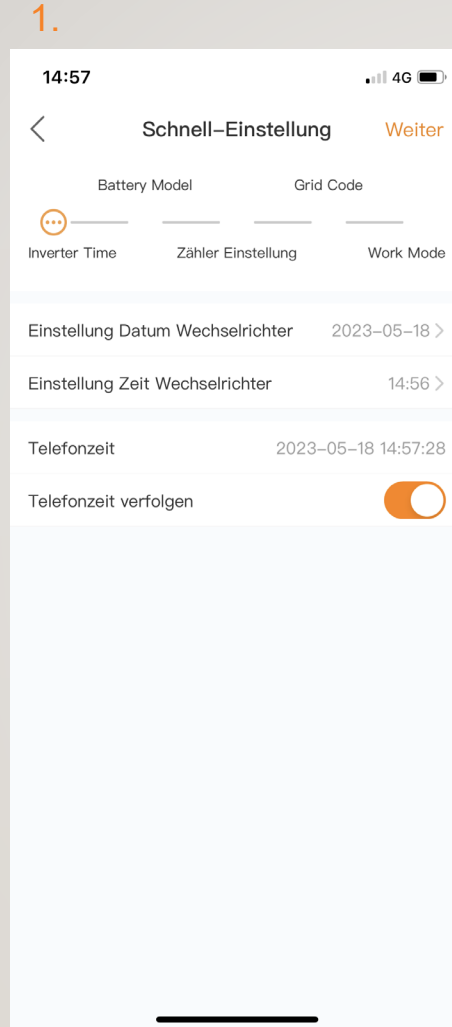 1.
14:57 4G
Schnell-Einstellung Weiter
Battery Model Grid Code
Inverter Time Zähler Einstellung Work Mode
Einstellung Datum Wechselrichter 2023-05-18
Einstellung Zeit Wechselrichter 14:56
Telefonzeit 2023-05-18 14:57:28
Telefonzeit verfolgen